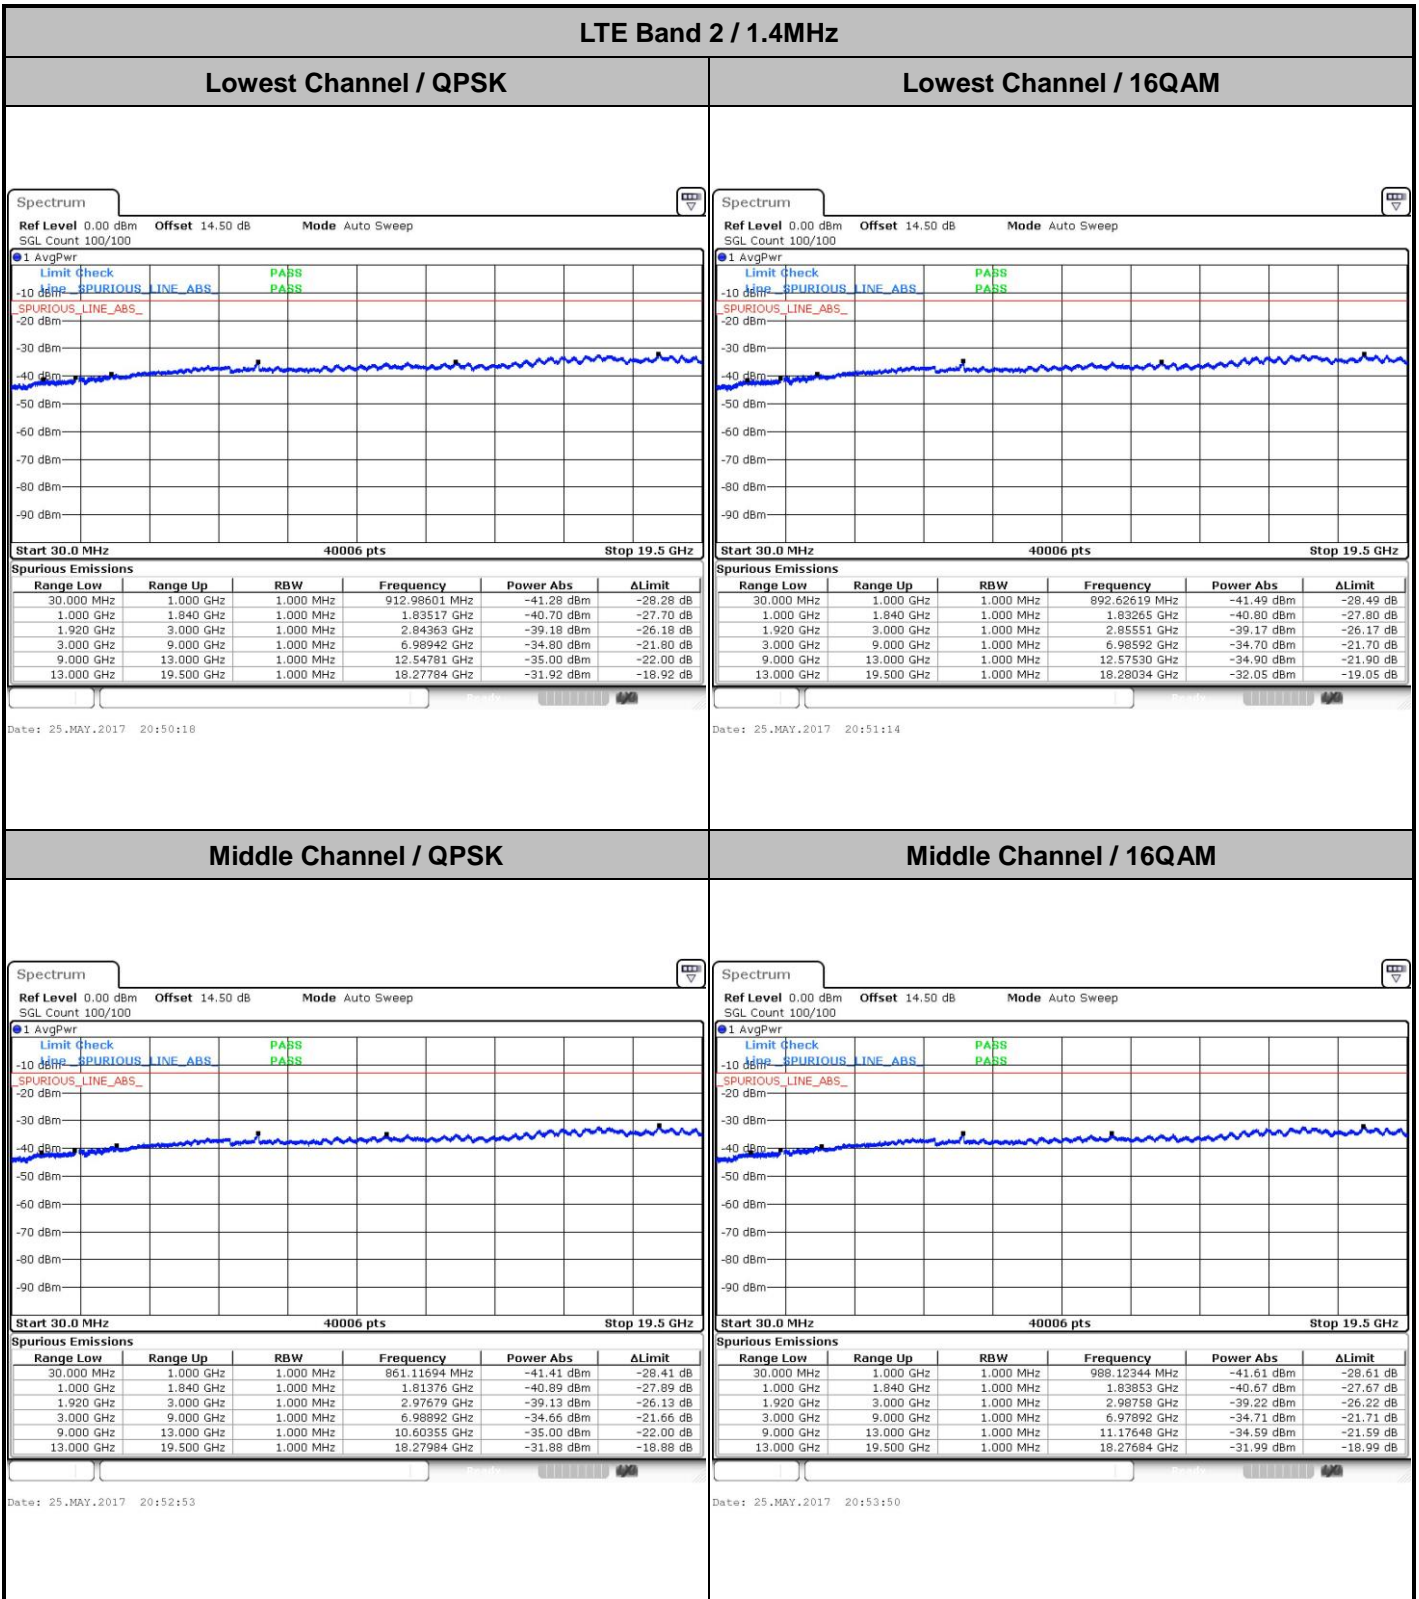 LTE Band 2 / 1.4MHz
Lowest Channel / QPSK
Lowest Channel / 16QAM
Spectrum
Ref Level 0.00 dBm Offset 14.50 dB Mode Auto Sweep
SGL Count 100/100
1 AvgPwr
Limit Check PASS
-10 dBm Line _SPURIOUS_LINE_ABS_ PASS
_SPURIOUS_LINE_ABS_
-20 dBm
-30 dBm
-40 dBm
-50 dBm
-60 dBm
-70 dBm
-80 dBm
-90 dBm
Start 30.0 MHz 40006 pts Stop 19.5 GHz
Spurious Emissions
Range Low Range Up RBW Frequency Power Abs ΔLimit
30.000 MHz 1.000 GHz 1.000 MHz 912.98601 MHz -41.28 dBm -28.28 dB
1.000 GHz 1.840 GHz 1.000 MHz 1.83517 GHz -40.70 dBm -27.70 dB
1.920 GHz 3.000 GHz 1.000 MHz 2.84363 GHz -39.18 dBm -26.18 dB
3.000 GHz 9.000 GHz 1.000 MHz 6.98942 GHz -34.80 dBm -21.80 dB
9.000 GHz 13.000 GHz 1.000 MHz 12.54781 GHz -35.00 dBm -22.00 dB
13.000 GHz 19.500 GHz 1.000 MHz 18.27784 GHz -31.92 dBm -18.92 dB
Date: 25.MAY.2017 20:50:18
Spectrum
Ref Level 0.00 dBm Offset 14.50 dB Mode Auto Sweep
SGL Count 100/100
1 AvgPwr
Limit Check PASS
-10 dBm Line _SPURIOUS_LINE_ABS_ PASS
_SPURIOUS_LINE_ABS_
-20 dBm
-30 dBm
-40 dBm
-50 dBm
-60 dBm
-70 dBm
-80 dBm
-90 dBm
Start 30.0 MHz 40006 pts Stop 19.5 GHz
Spurious Emissions
Range Low Range Up RBW Frequency Power Abs ΔLimit
30.000 MHz 1.000 GHz 1.000 MHz 892.62619 MHz -41.49 dBm -28.49 dB
1.000 GHz 1.840 GHz 1.000 MHz 1.83265 GHz -40.80 dBm -27.80 dB
1.920 GHz 3.000 GHz 1.000 MHz 2.85551 GHz -39.17 dBm -26.17 dB
3.000 GHz 9.000 GHz 1.000 MHz 6.98592 GHz -34.70 dBm -21.70 dB
9.000 GHz 13.000 GHz 1.000 MHz 12.57530 GHz -34.90 dBm -21.90 dB
13.000 GHz 19.500 GHz 1.000 MHz 18.28034 GHz -32.05 dBm -19.05 dB
Date: 25.MAY.2017 20:51:14
Middle Channel / QPSK
Middle Channel / 16QAM
Spectrum
Ref Level 0.00 dBm Offset 14.50 dB Mode Auto Sweep
SGL Count 100/100
1 AvgPwr
Limit Check PASS
-10 dBm Line _SPURIOUS_LINE_ABS_ PASS
_SPURIOUS_LINE_ABS_
-20 dBm
-30 dBm
-40 dBm
-50 dBm
-60 dBm
-70 dBm
-80 dBm
-90 dBm
Start 30.0 MHz 40006 pts Stop 19.5 GHz
Spurious Emissions
Range Low Range Up RBW Frequency Power Abs ΔLimit
30.000 MHz 1.000 GHz 1.000 MHz 861.11694 MHz -41.41 dBm -28.41 dB
1.000 GHz 1.840 GHz 1.000 MHz 1.81376 GHz -40.89 dBm -27.89 dB
1.920 GHz 3.000 GHz 1.000 MHz 2.97679 GHz -39.13 dBm -26.13 dB
3.000 GHz 9.000 GHz 1.000 MHz 6.98892 GHz -34.66 dBm -21.66 dB
9.000 GHz 13.000 GHz 1.000 MHz 10.60355 GHz -35.00 dBm -22.00 dB
13.000 GHz 19.500 GHz 1.000 MHz 18.27984 GHz -31.88 dBm -18.88 dB
Date: 25.MAY.2017 20:52:53
Spectrum
Ref Level 0.00 dBm Offset 14.50 dB Mode Auto Sweep
SGL Count 100/100
1 AvgPwr
Limit Check PASS
-10 dBm Line _SPURIOUS_LINE_ABS_ PASS
_SPURIOUS_LINE_ABS_
-20 dBm
-30 dBm
-40 dBm
-50 dBm
-60 dBm
-70 dBm
-80 dBm
-90 dBm
Start 30.0 MHz 40006 pts Stop 19.5 GHz
Spurious Emissions
Range Low Range Up RBW Frequency Power Abs ΔLimit
30.000 MHz 1.000 GHz 1.000 MHz 988.12344 MHz -41.61 dBm -28.61 dB
1.000 GHz 1.840 GHz 1.000 MHz 1.83853 GHz -40.67 dBm -27.67 dB
1.920 GHz 3.000 GHz 1.000 MHz 2.98758 GHz -39.22 dBm -26.22 dB
3.000 GHz 9.000 GHz 1.000 MHz 6.97892 GHz -34.71 dBm -21.71 dB
9.000 GHz 13.000 GHz 1.000 MHz 11.17648 GHz -34.59 dBm -21.59 dB
13.000 GHz 19.500 GHz 1.000 MHz 18.27684 GHz -31.99 dBm -18.99 dB
Date: 25.MAY.2017 20:53:50